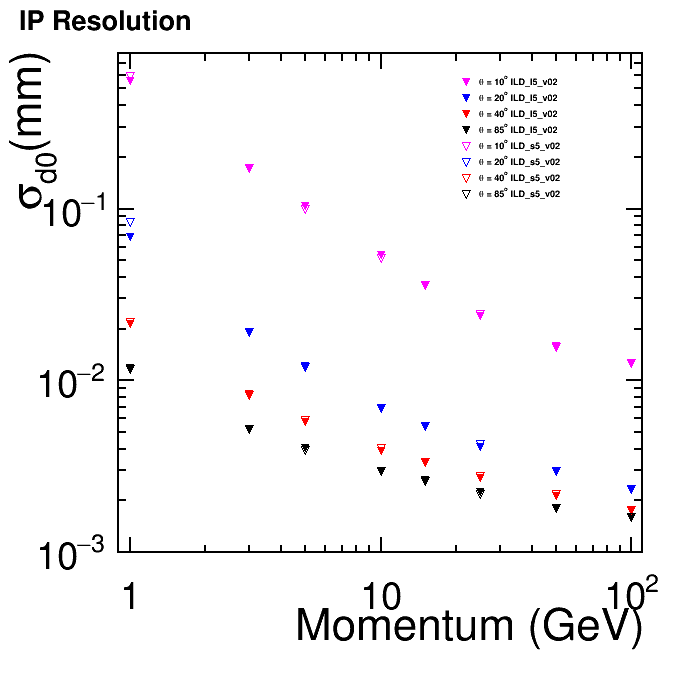 IP Resolution
σd0(mm)
θ = 10° ILD_l5_v02
θ = 20° ILD_l5_v02
θ = 40° ILD_l5_v02
θ = 85° ILD_l5_v02
θ = 10° ILD_s5_v02
θ = 20° ILD_s5_v02
θ = 40° ILD_s5_v02
θ = 85° ILD_s5_v02
10⁻¹
10⁻²
10⁻³
1 10 10²
Momentum (GeV)